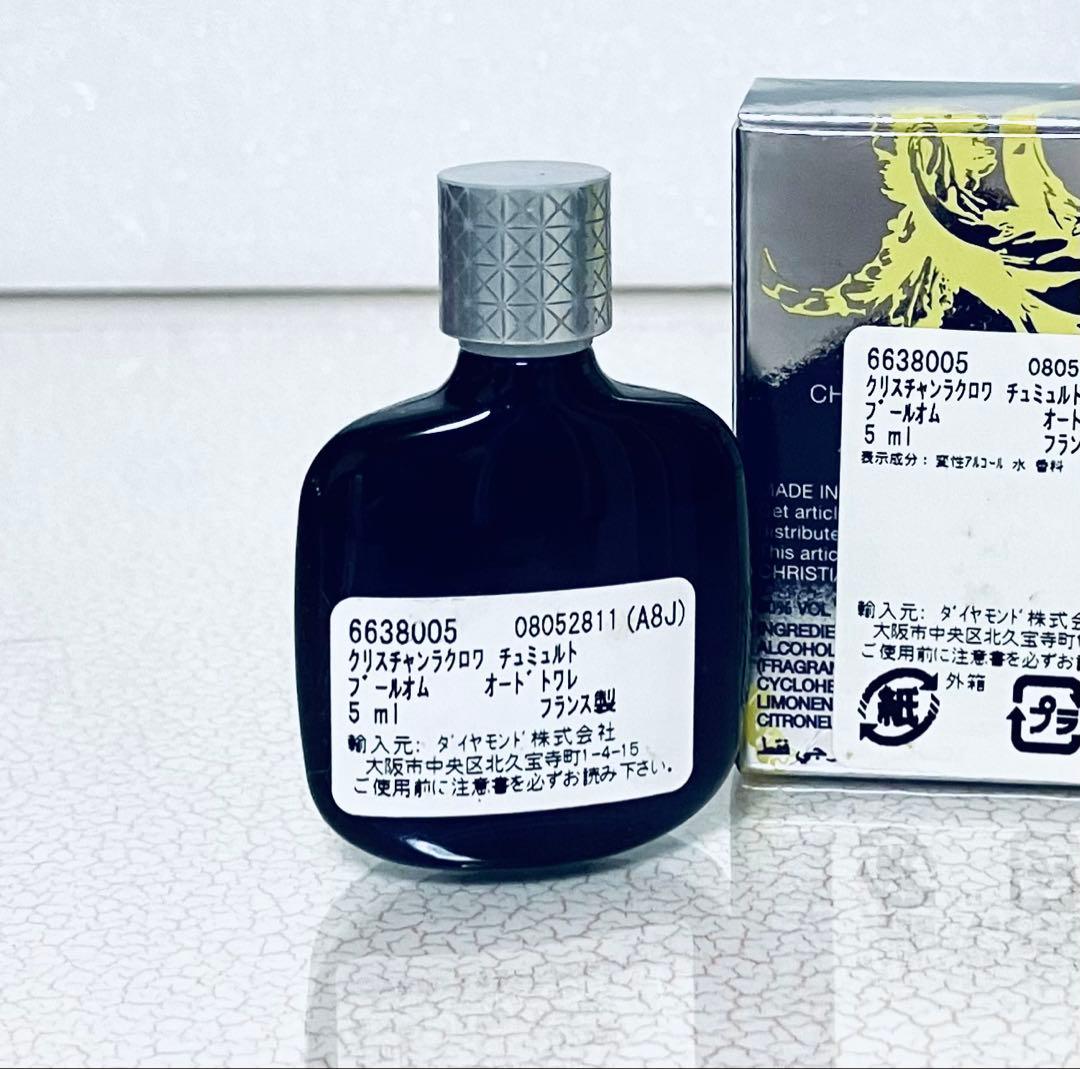 6638005 08052811 (A8J)
クリスチャンラクロワ チュミュルト
プールオム オードトワレ
5 ml フランス製
輸入元: ダイヤモンド株式会社
大阪市中央区北久宝寺町1-4-15
ご使用前に注意書を必ずお読み下さい.
CH
MADE IN
et articl
istribute
his artic
CHRISTI
% VOL
INGREDIE
ALCOHOL
(FRAGRA
CYCLOHE
LIMONEN
CITRONEL
6638005 0805
クリスチャンラクロワ チュミュルト
プールオム オート
5 ml フラン
表示成分: 変性アルコール 水 香料
輸入元: ダイヤモンド株式会
大阪市中央区北久宝寺町
ご使用前に注意書を必ずお
紙 外箱 プラ